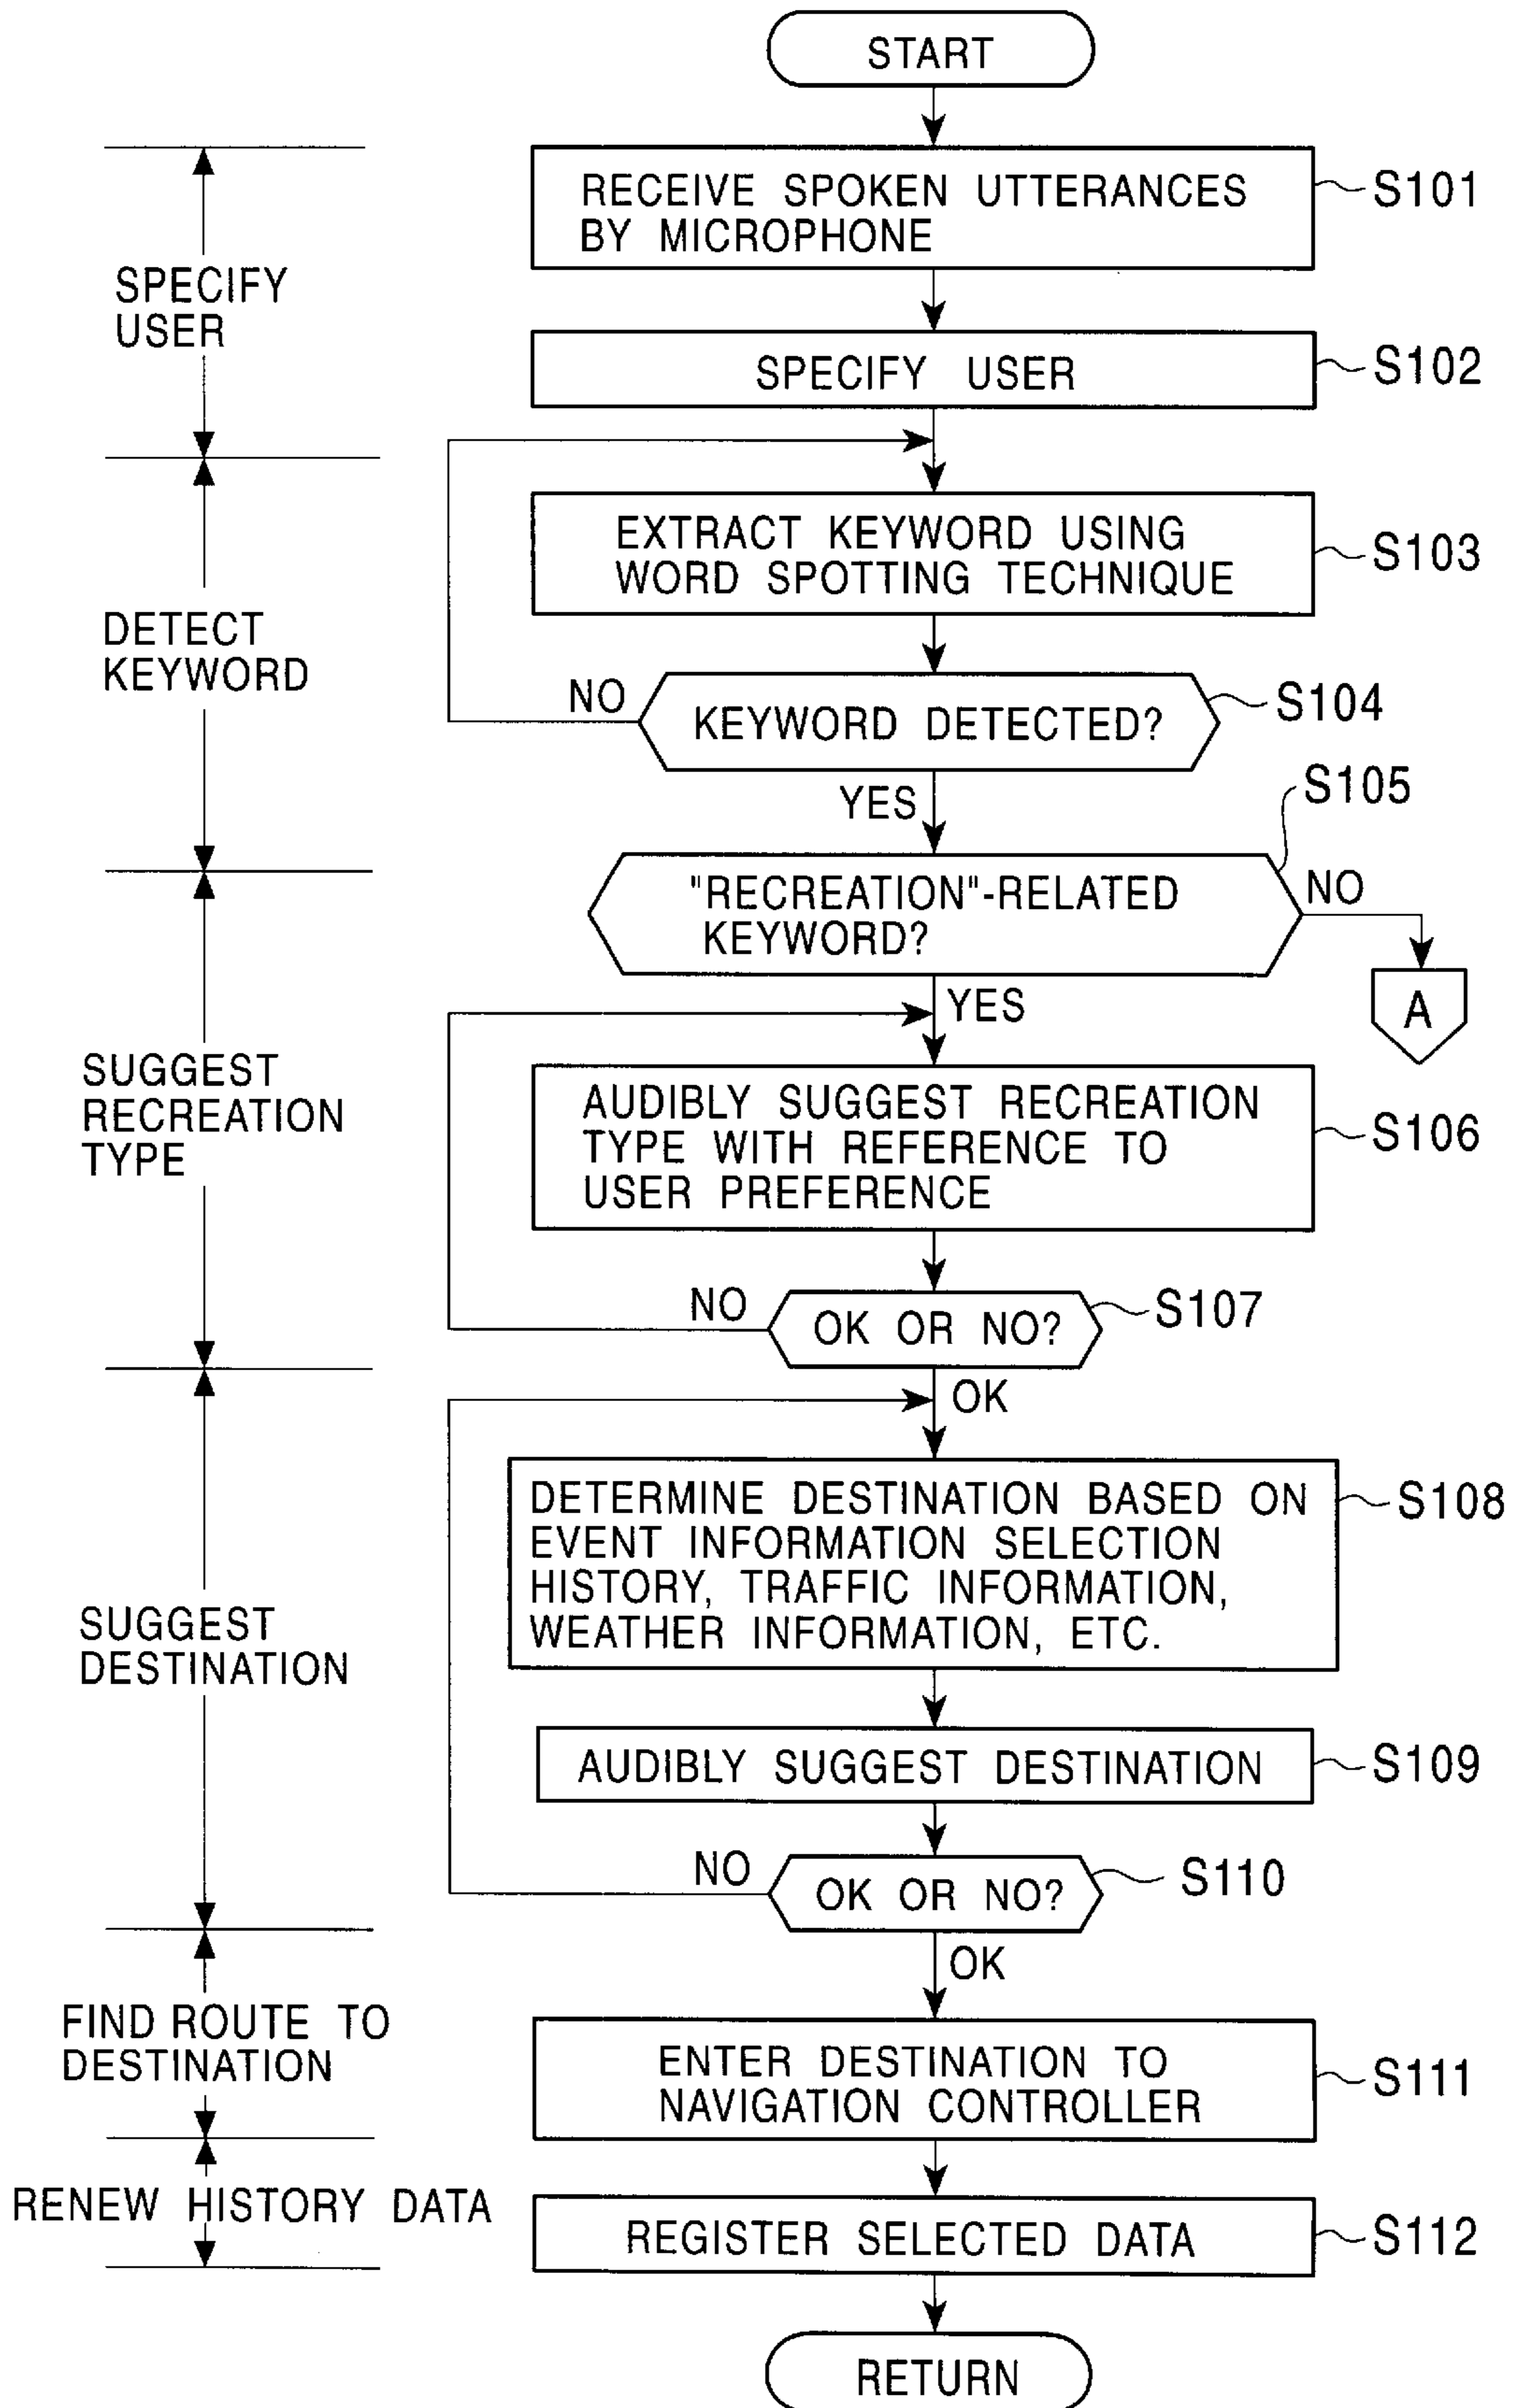 START
RECEIVE SPOKEN UTTERANCES
BY MICROPHONE
S101
SPECIFY
USER
SPECIFY USER
S102
EXTRACT KEYWORD USING
WORD SPOTTING TECHNIQUE
S103
DETECT
KEYWORD
NO
KEYWORD DETECTED?
S104
YES
S105
"RECREATION"-RELATED
KEYWORD?
NO
A
YES
SUGGEST
RECREATION
TYPE
AUDIBLY SUGGEST RECREATION
TYPE WITH REFERENCE TO
USER PREFERENCE
S106
NO
OK OR NO?
S107
OK
DETERMINE DESTINATION BASED ON
EVENT INFORMATION SELECTION
HISTORY, TRAFFIC INFORMATION,
WEATHER INFORMATION, ETC.
S108
SUGGEST
DESTINATION
AUDIBLY SUGGEST DESTINATION
S109
NO
OK OR NO?
S110
OK
FIND ROUTE TO
DESTINATION
ENTER DESTINATION TO
NAVIGATION CONTROLLER
S111
RENEW HISTORY DATA
REGISTER SELECTED DATA
S112
RETURN